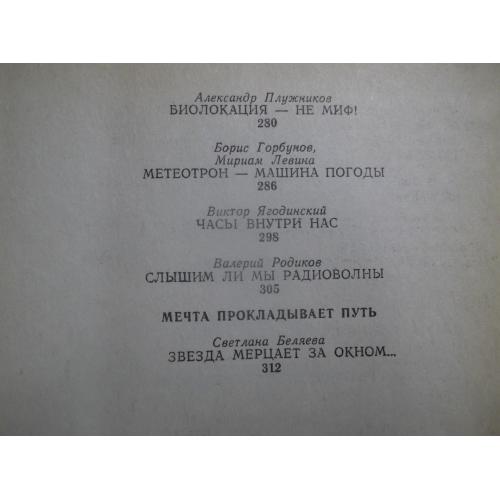 Александр Плужников
БИОЛОКАЦИЯ — НЕ МИФ!
280
Борис Горбунов,
Мириам Левина
МЕТЕОТРОН — МАШИНА ПОГОДЫ
286
Виктор Ягодинский
ЧАСЫ ВНУТРИ НАС
298
Валерий Родиков
СЛЫШИМ ЛИ МЫ РАДИОВОЛНЫ
305
МЕЧТА ПРОКЛАДЫВАЕТ ПУТЬ
Светлана Беляева
ЗВЕЗДА МЕРЦАЕТ ЗА ОКНОМ...
312